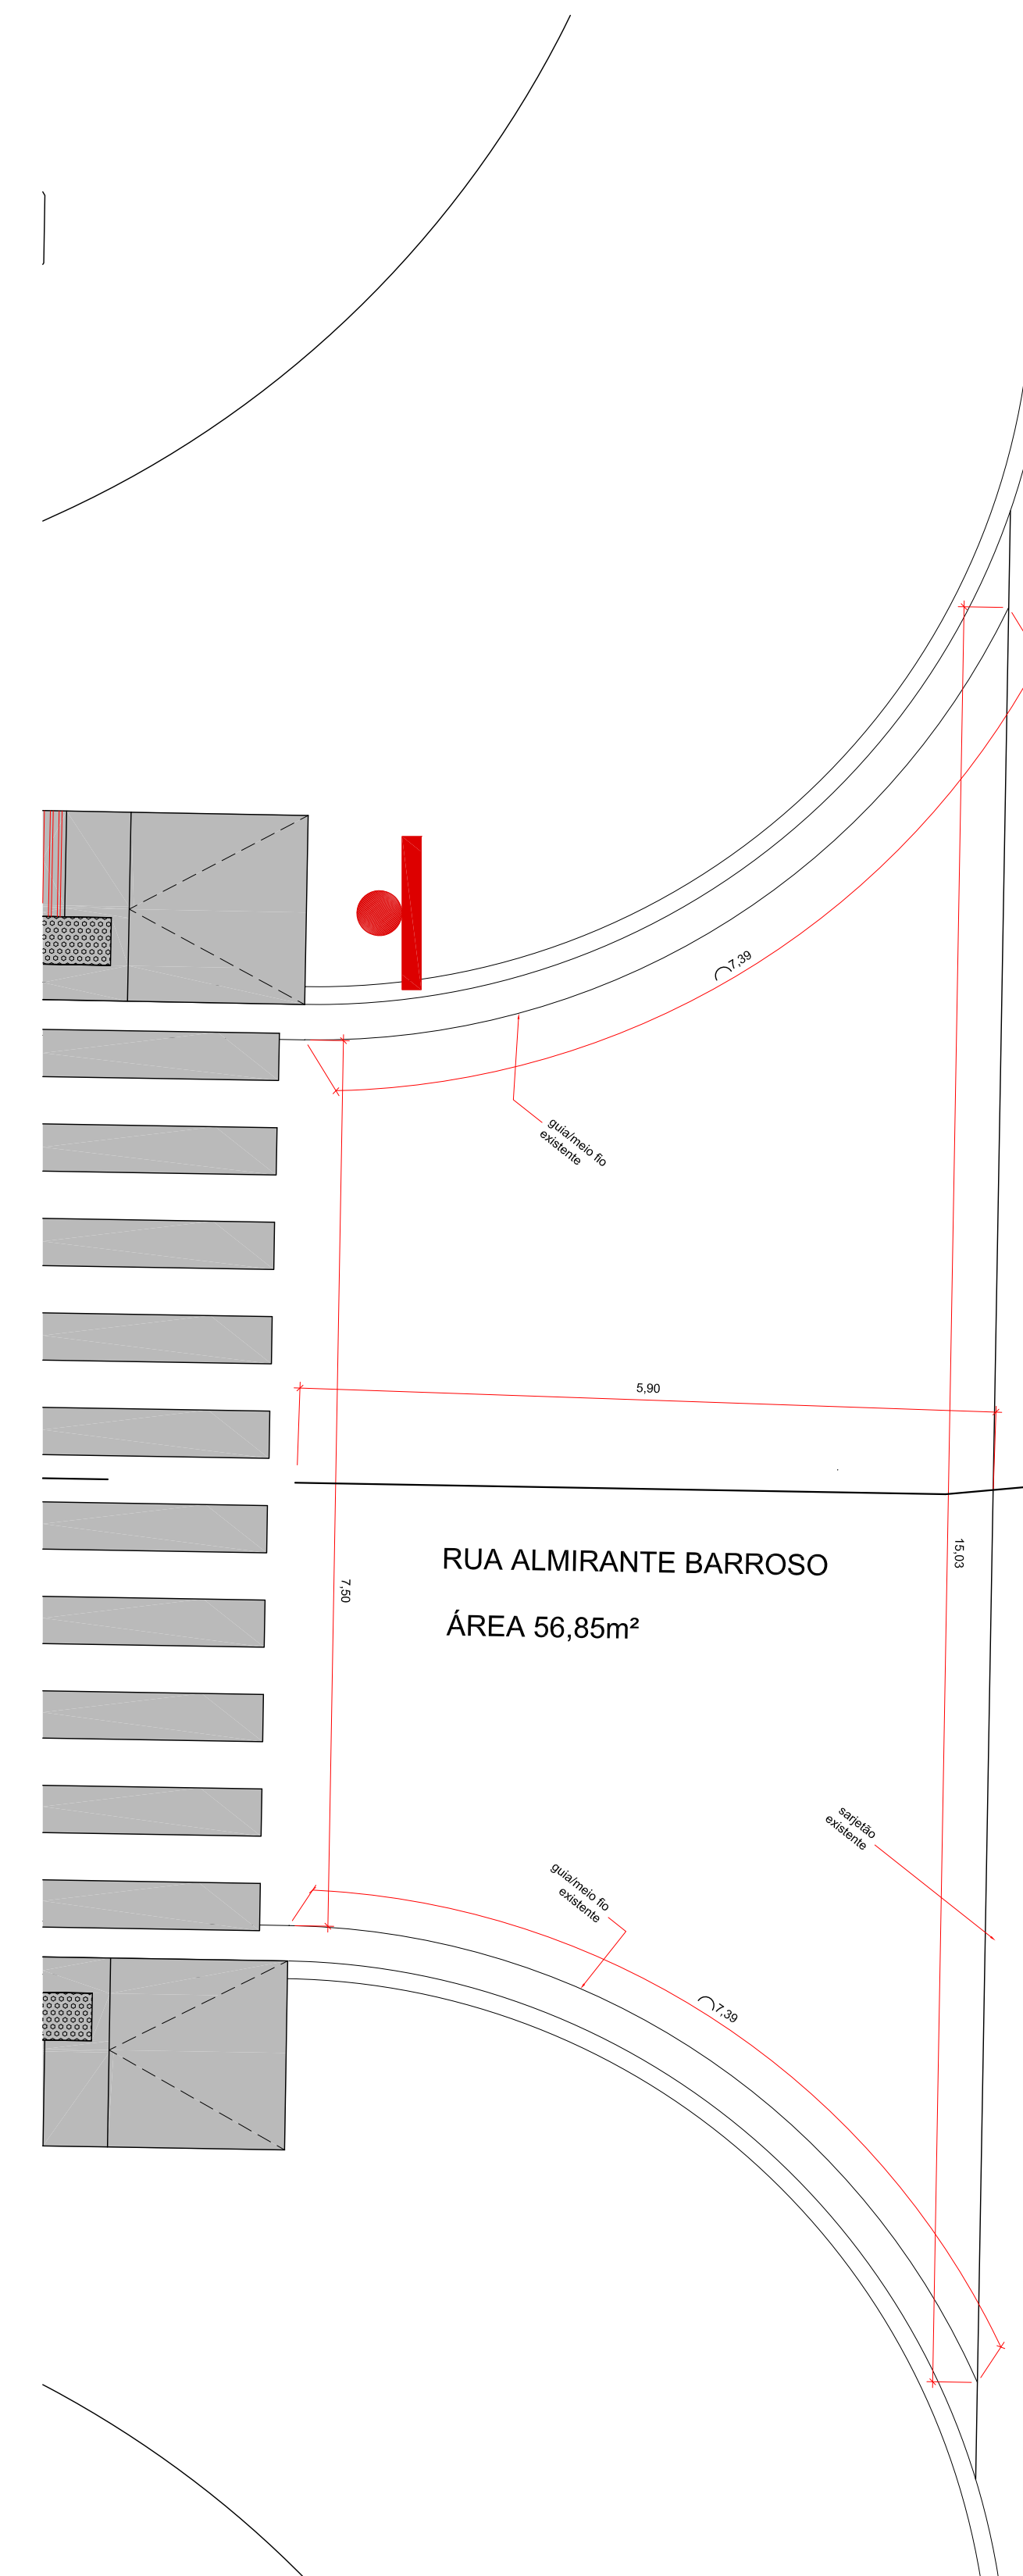 7,39
guia/meio fio
existente
5,90
15,03
RUA ALMIRANTE BARROSO
7,50
ÁREA 56,85m²
sarjetão
existente
guia/meio fio
existente
7,39